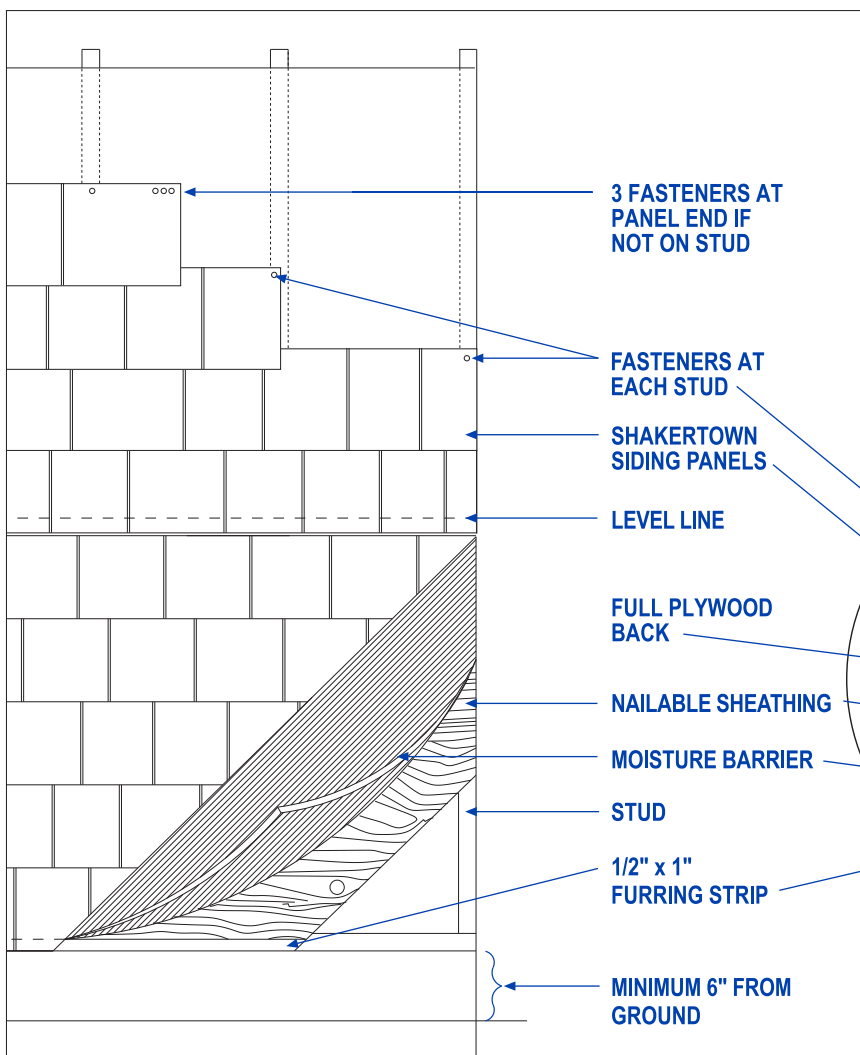 3 FASTENERS AT
PANEL END IF
NOT ON STUD
FASTENERS AT
EACH STUD
SHAKERTOWN
SIDING PANELS
LEVEL LINE
FULL PLYWOOD
BACK
NAILABLE SHEATHING
MOISTURE BARRIER
STUD
1/2" x 1"
FURRING STRIP
MINIMUM 6" FROM
GROUND